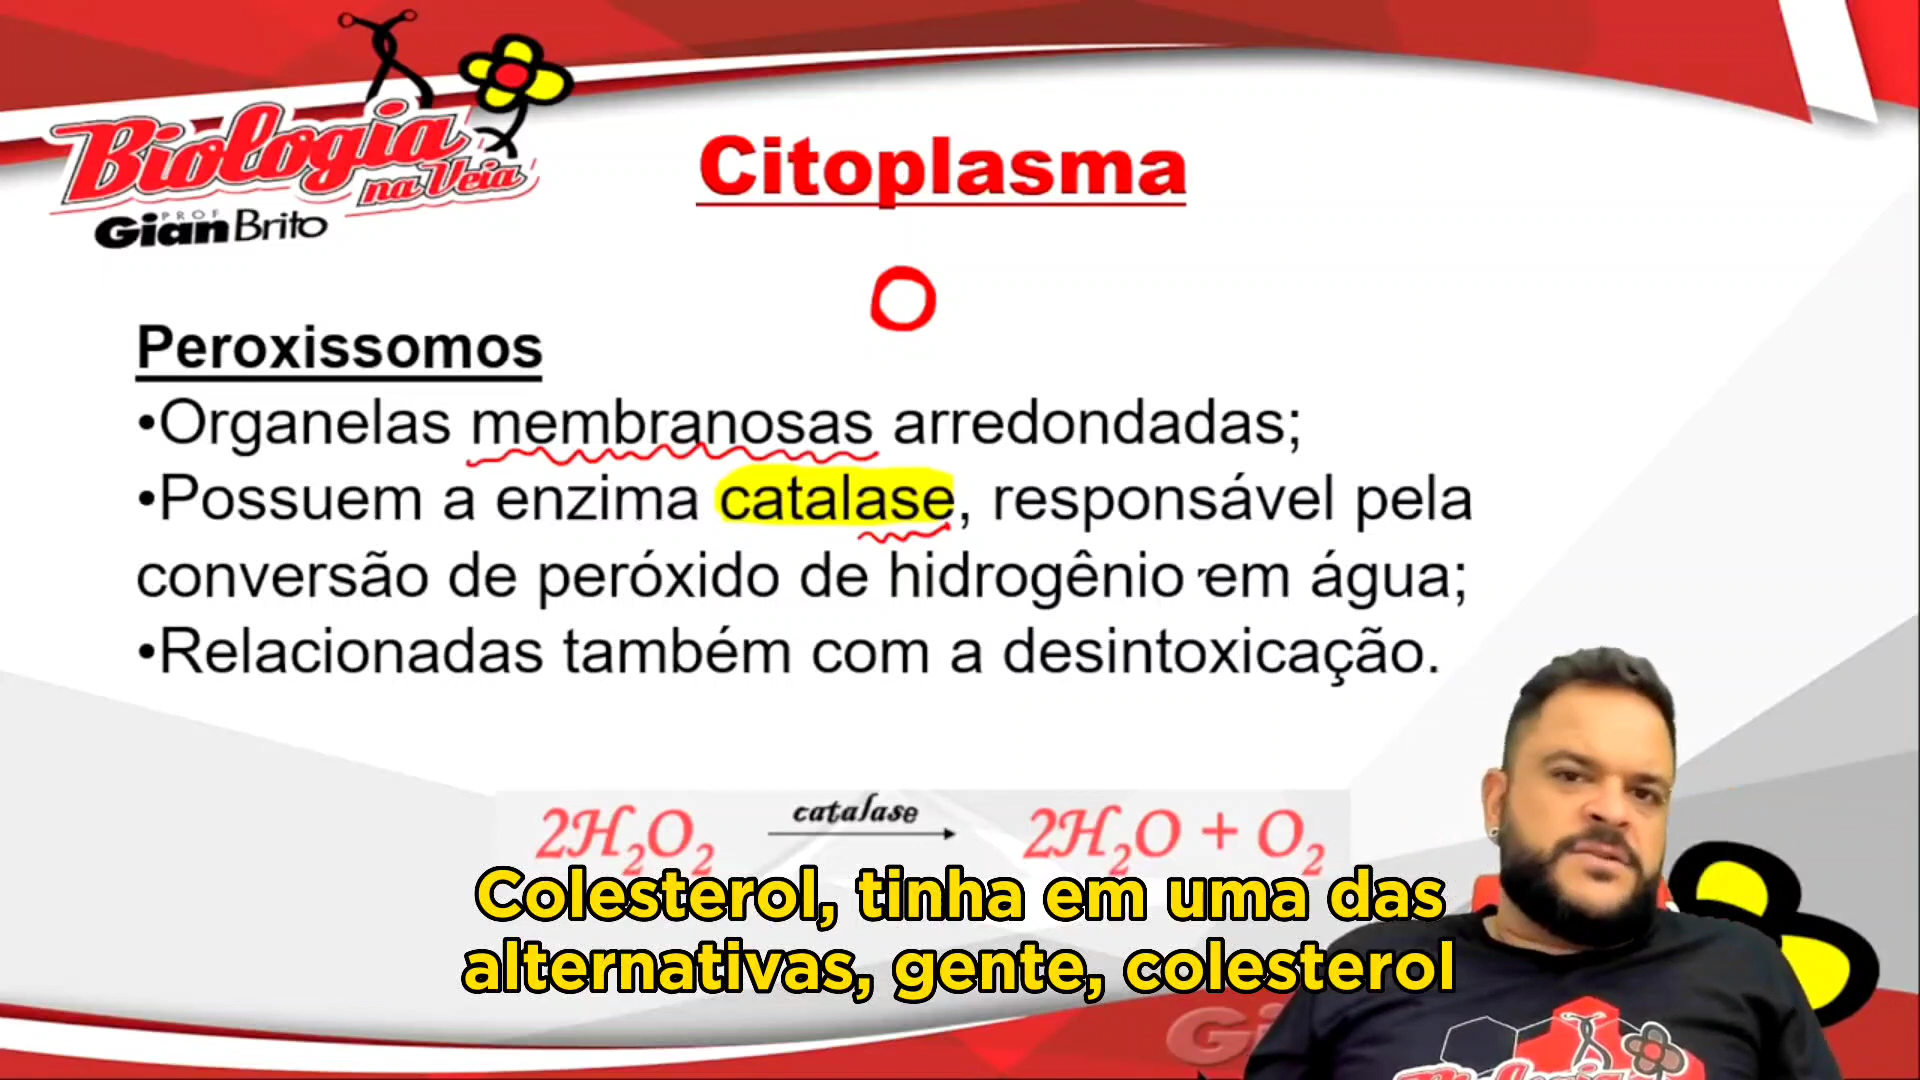 Biologia
na Veia
PROF
Gian Brito
Citoplasma
Peroxissomos
•Organelas membranosas arredondadas;
•Possuem a enzima catalase, responsável pela
conversão de peróxido de hidrogênio em água;
•Relacionadas também com a desintoxicação.
2H₂O₂ catalase 2H₂O + O₂
Colesterol, tinha em uma das
alternativas, gente, colesterol